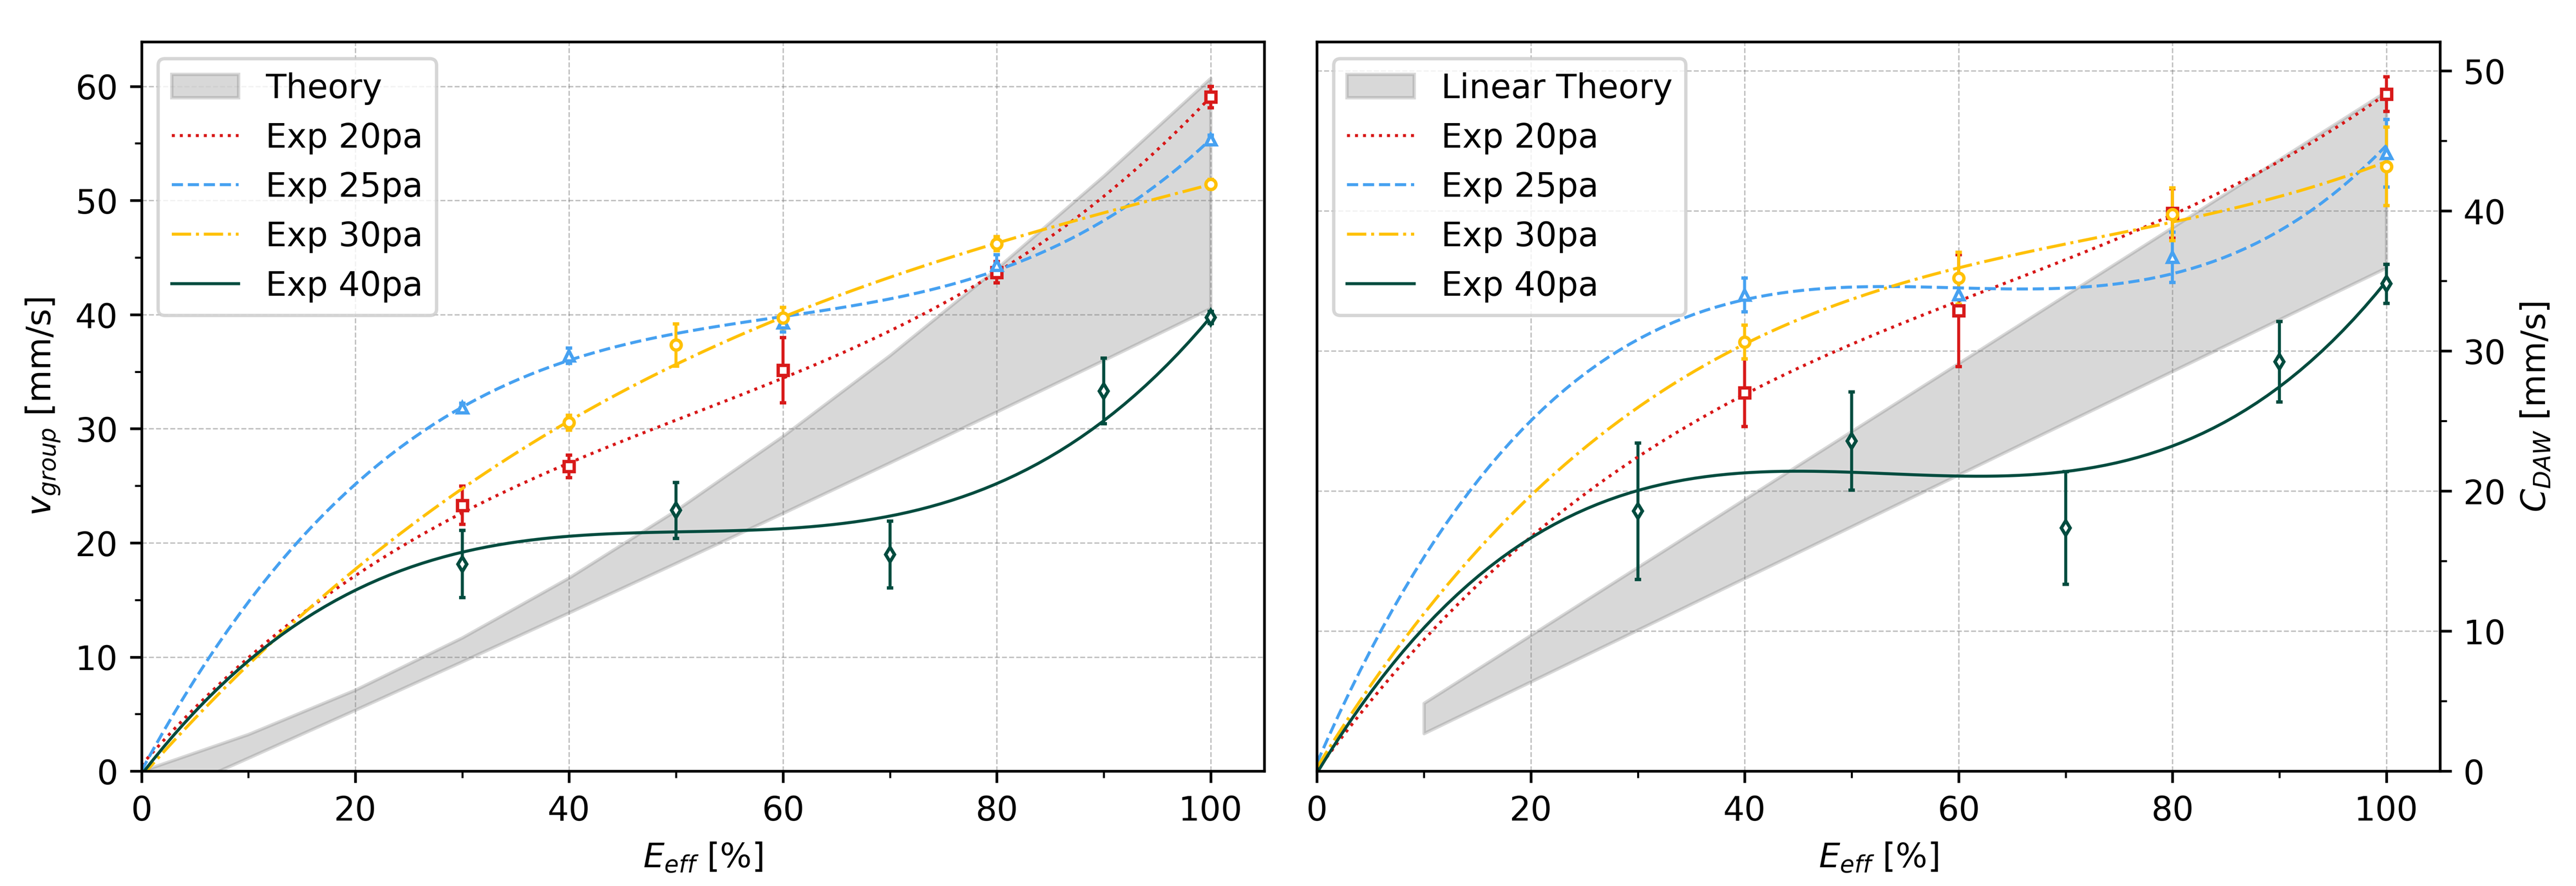 Theory
Exp 20pa
Exp 25pa
Exp 30pa
Exp 40pa
60
50
40
30
20
10
0
v_group [mm/s]
0 20 40 60 80 100
E_eff [%]
Linear Theory
Exp 20pa
Exp 25pa
Exp 30pa
Exp 40pa
50
40
30
20
10
0
C_DAW [mm/s]
0 20 40 60 80 100
E_eff [%]